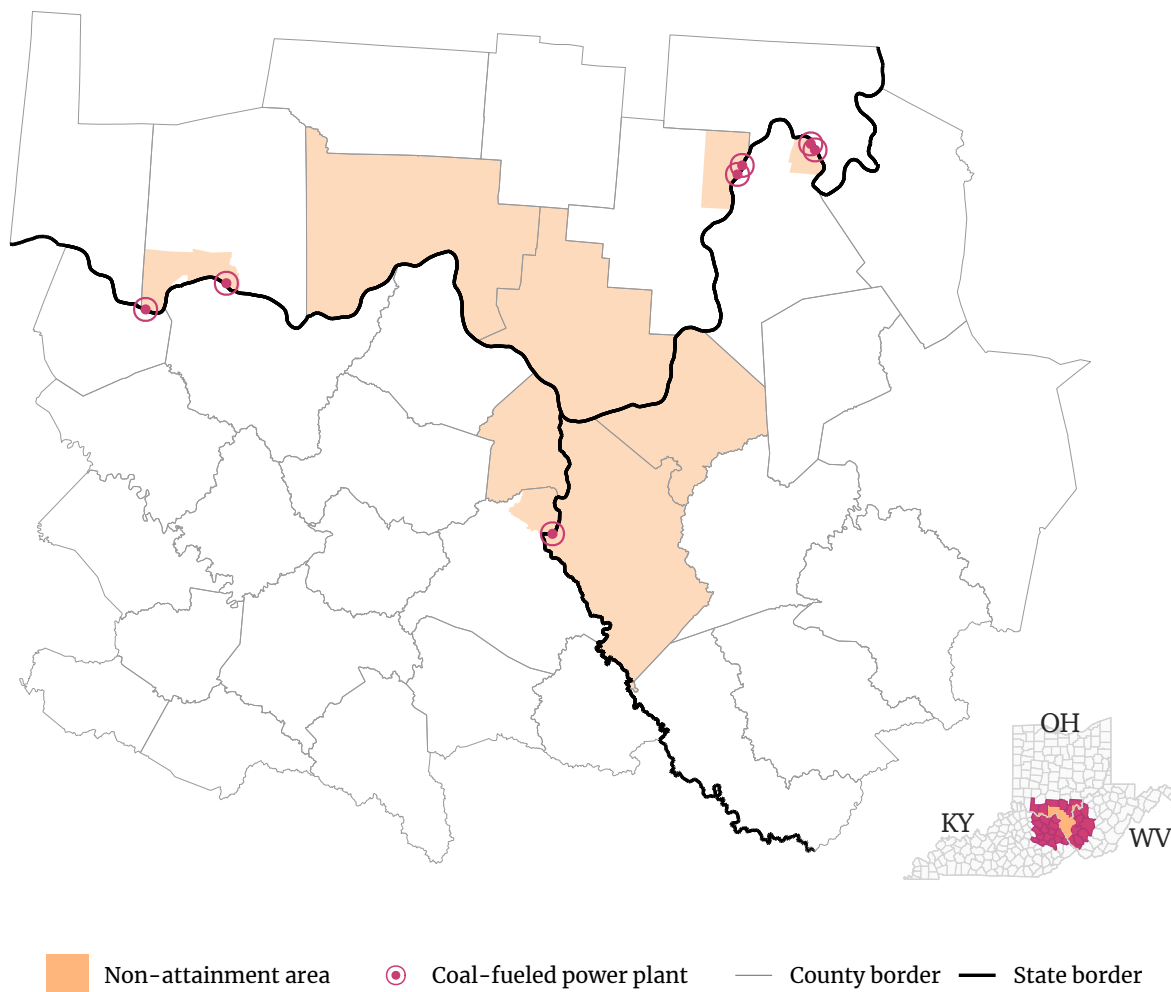 OH
KY
WV
Non-attainment area
Coal-fueled power plant
County border
State border